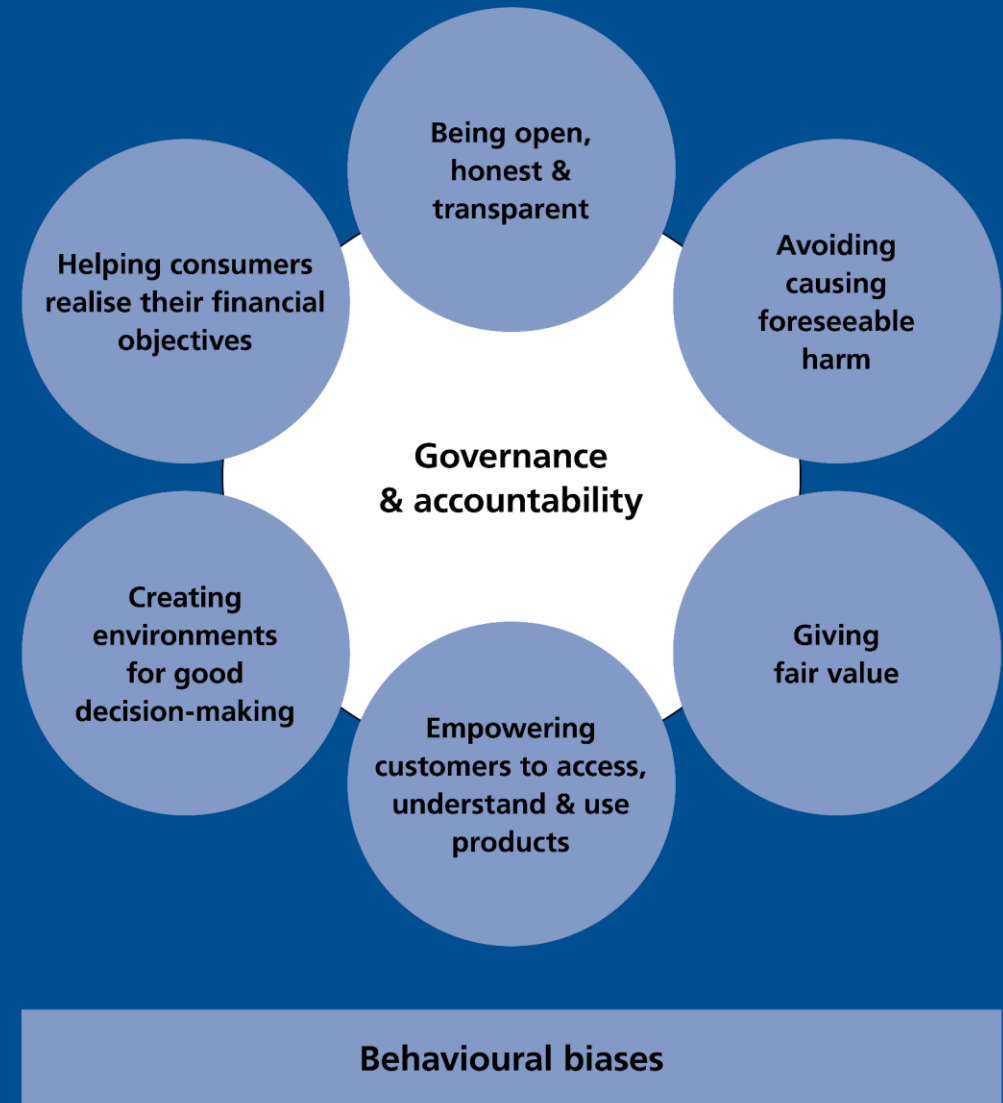 Being open,
honest &
transparent
Avoiding
causing
foreseeable
harm
Giving
fair value
Empowering
customers to access,
understand & use
products
Creating
environments
for good
decision-making
Helping consumers
realise their financial
objectives
Governance
& accountability
Behavioural biases